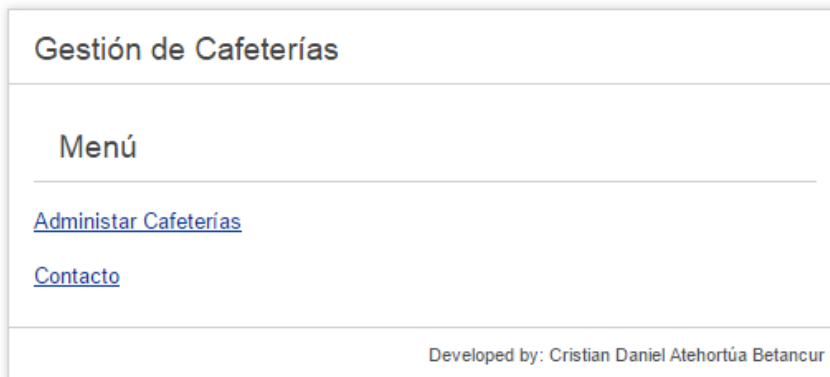 Gestión de Cafeterías
Menú
Administar Cafeterías
Contacto
Developed by: Cristian Daniel Atehortúa Betancur